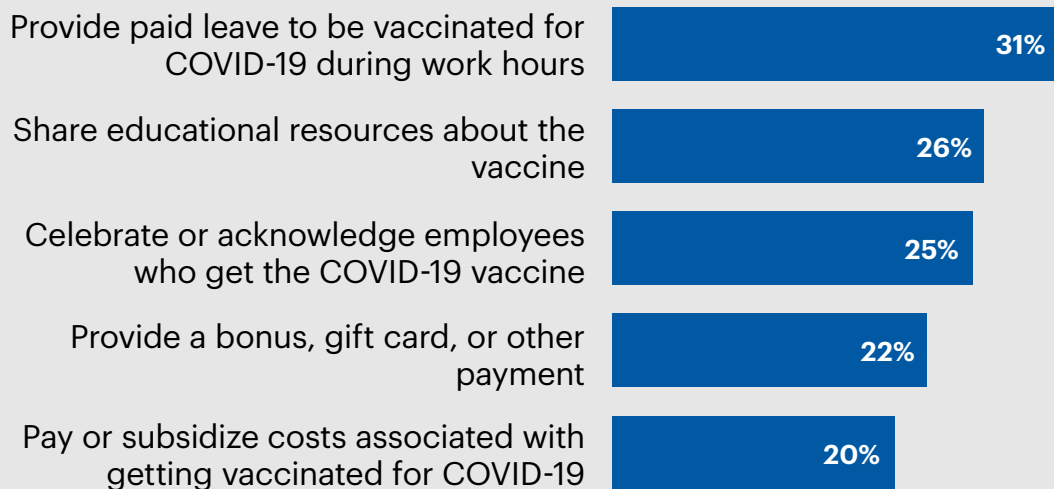 Provide paid leave to be vaccinated for
COVID-19 during work hours
31%
Share educational resources about the
vaccine
26%
Celebrate or acknowledge employees
who get the COVID-19 vaccine
25%
Provide a bonus, gift card, or other
payment
22%
Pay or subsidize costs associated with
getting vaccinated for COVID-19
20%